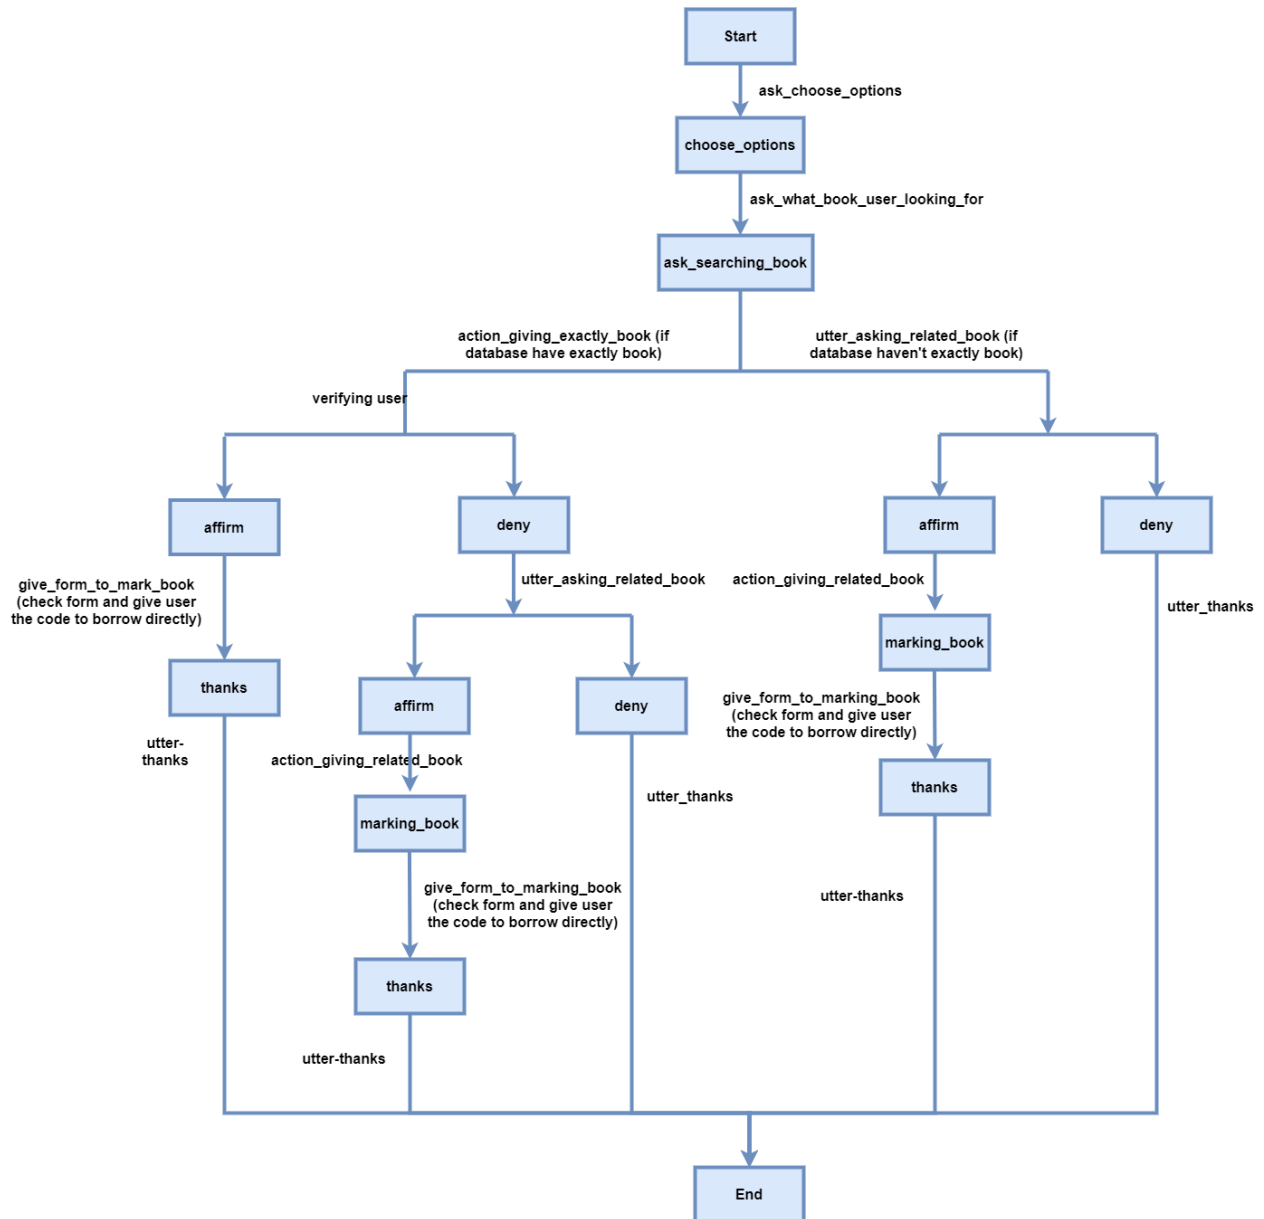 Start
ask_choose_options
choose_options
ask_what_book_user_looking_for
ask_searching_book
action_giving_exactly_book (if
database have exactly book)
utter_asking_related_book (if
database haven't exactly book)
verifying user
affirm
deny
affirm
deny
give_form_to_mark_book
(check form and give user
the code to borrow directly)
utter_asking_related_book
action_giving_related_book
utter_thanks
marking_book
thanks
affirm
deny
give_form_to_marking_book
(check form and give user
the code to borrow directly)
utter-
thanks
action_giving_related_book
utter_thanks
thanks
marking_book
give_form_to_marking_book
(check form and give user
the code to borrow directly)
utter-thanks
thanks
utter-thanks
End